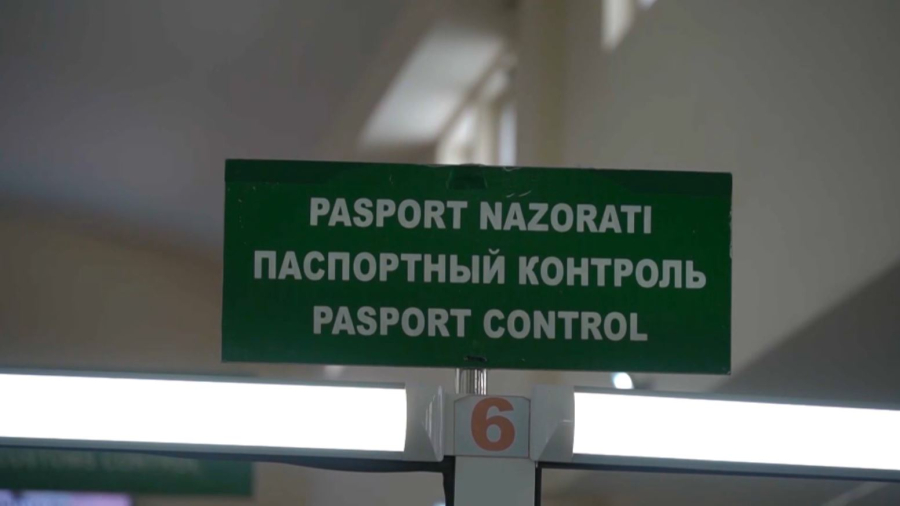 PASPORT NAZORATI
ПАСПОРТНЫЙ КОНТРОЛЬ
PASPORT CONTROL
6